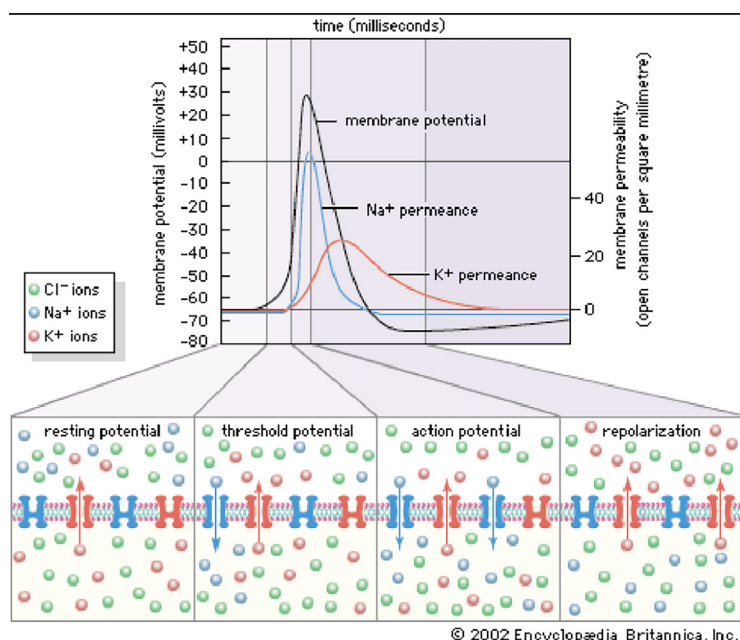 time (milliseconds)
+50
+40
+30
+20
+10
0
-10
-20
-30
-40
-50
-60
-65
-70
-80
membrane potential (millivolts)
membrane potential
Na+ permeance
K+ permeance
40
20
0
membrane permeability
(open channels per square millimetre)
Cl− ions
Na+ ions
K+ ions
resting potential
threshold potential
action potential
repolarization
© 2002 Encyclopædia Britannica, Inc.